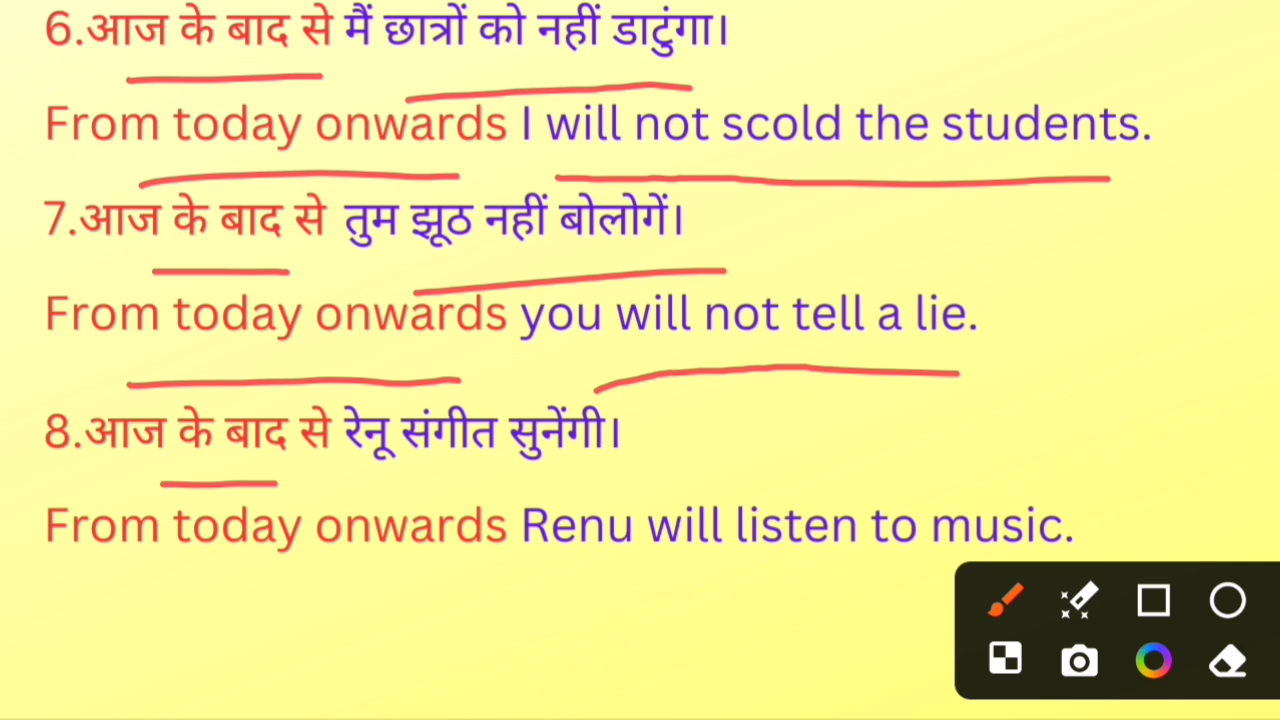 6.आज के बाद से मैं छात्रों को नहीं डाटुंगा।
From today onwards I will not scold the students.
7.आज के बाद से तुम झूठ नहीं बोलोगें।
From today onwards you will not tell a lie.
8.आज के बाद से रेनू संगीत सुनेंगी।
From today onwards Renu will listen to music.